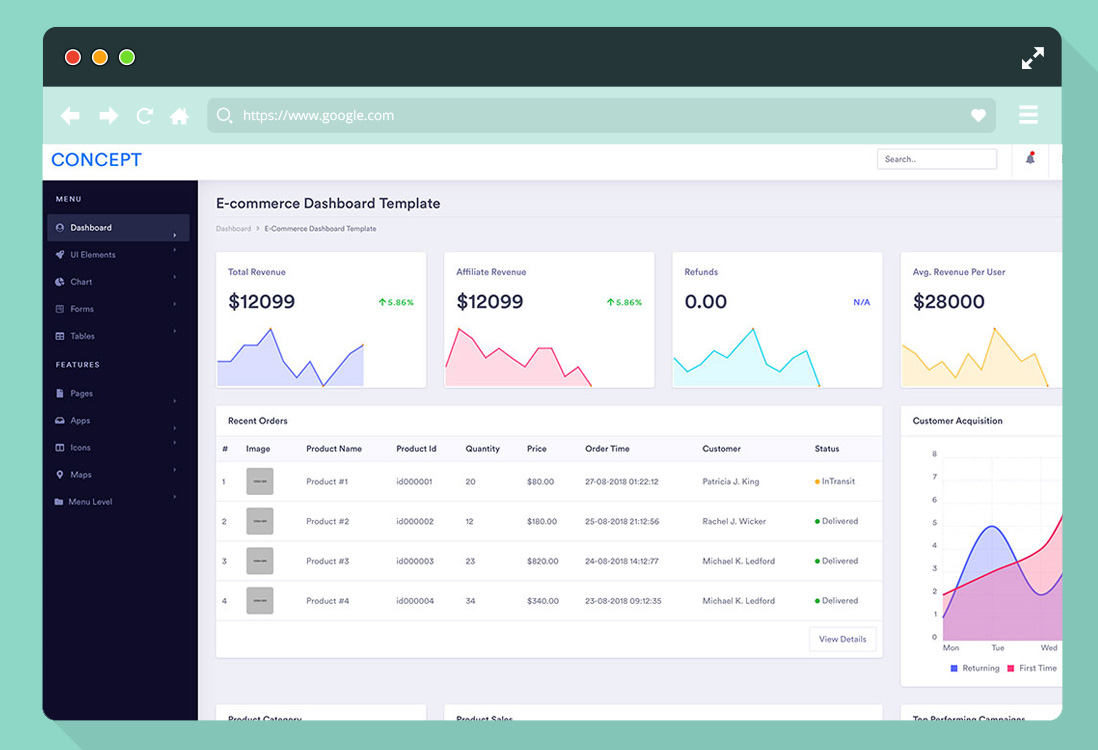 https://www.google.com
CONCEPT
Search..
MENU
Dashboard
UI Elements
Chart
Forms
Tables
FEATURES
Pages
Apps
Icons
Maps
Menu Level
E-commerce Dashboard Template
Dashboard > E-Commerce Dashboard Template
Total Revenue
$12099
5.86%
Affiliate Revenue
$12099
5.86%
Refunds
0.00
N/A
Avg. Revenue Per User
$28000
Recent Orders
# Image Product Name Product Id Quantity Price Order Time Customer Status
1 Product #1 id000001 20 $80.00 27-08-2018 01:22:12 Patricia J. King InTransit
2 Product #2 id000002 12 $180.00 25-08-2018 21:12:56 Rachel J. Wicker Delivered
3 Product #3 id000003 23 $820.00 24-08-2018 14:12:77 Michael K. Ledford Delivered
4 Product #4 id000004 34 $340.00 23-08-2018 09:12:35 Michael K. Ledford Delivered
View Details
Customer Acquisition
8
7
6
5
4
3
2
1
0
Mon Tue Wed
Returning First Time
Product Category
Product Sales
Top Performing Campaigns